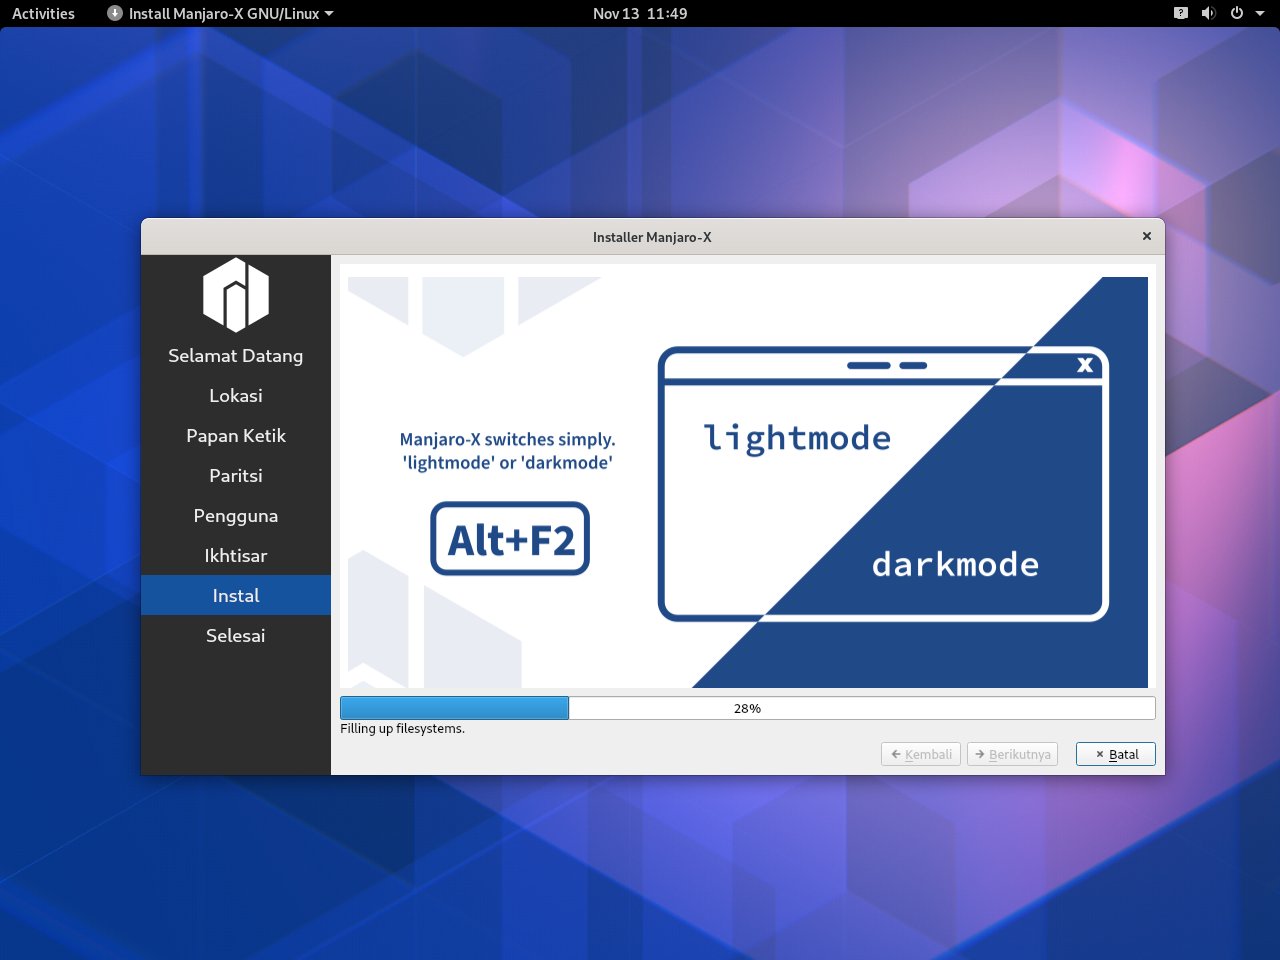 Activities
Install Manjaro-X GNU/Linux
Nov 13 11:49
Installer Manjaro-X
Selamat Datang
Lokasi
Papan Ketik
Paritsi
Pengguna
Ikhtisar
Instal
Selesai
Manjaro-X switches simply.
'lightmode' or 'darkmode'
Alt+F2
lightmode
darkmode
28%
Filling up filesystems.
Kembali
Berikutnya
Batal